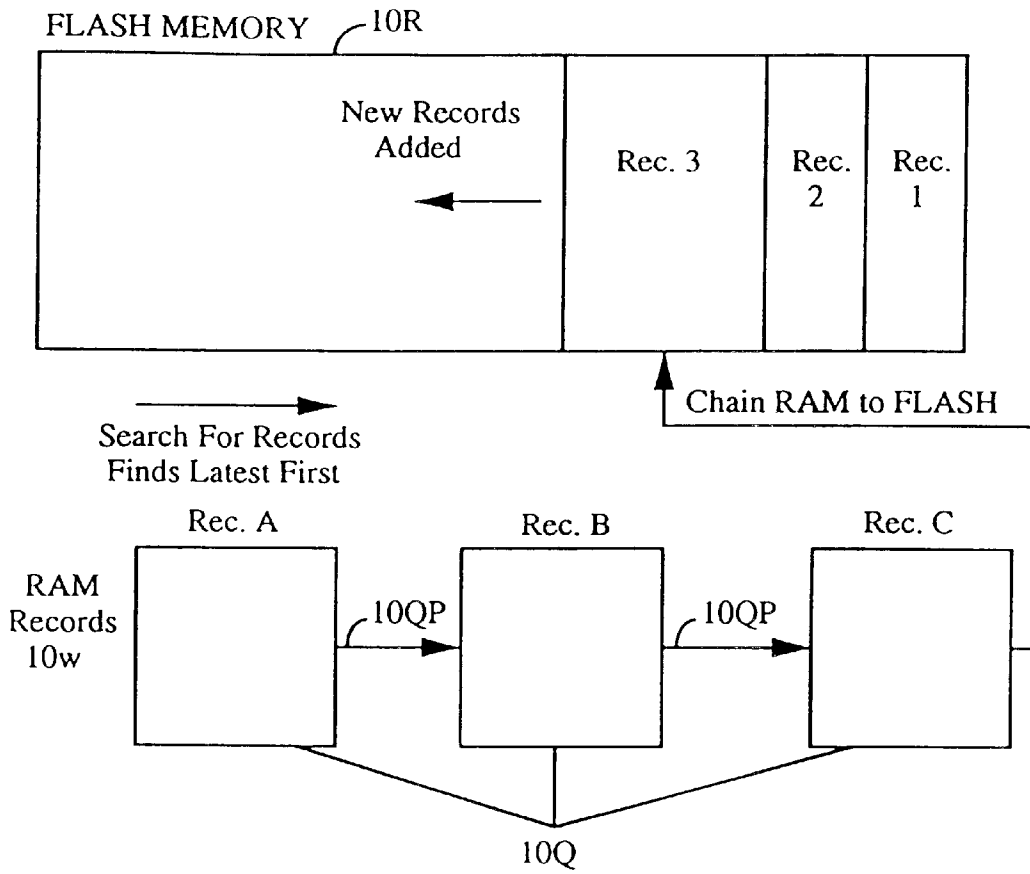 FLASH MEMORY
10R
New Records
Added
Rec. 3
Rec.
2
Rec.
1
Chain RAM to FLASH
Search For Records
Finds Latest First
Rec. A
Rec. B
Rec. C
RAM
Records
10w
10QP
10QP
10Q